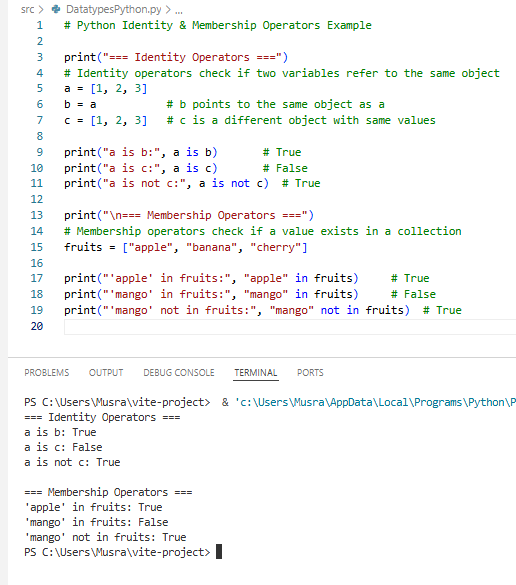 src > DatatypesPython.py > ...
1 # Python Identity & Membership Operators Example
2
3 print("=== Identity Operators ===")
4 # Identity operators check if two variables refer to the same object
5 a = [1, 2, 3]
6 b = a # b points to the same object as a
7 c = [1, 2, 3] # c is a different object with same values
8
9 print("a is b:", a is b) # True
10 print("a is c:", a is c) # False
11 print("a is not c:", a is not c) # True
12
13 print("\n=== Membership Operators ===")
14 # Membership operators check if a value exists in a collection
15 fruits = ["apple", "banana", "cherry"]
16
17 print("'apple' in fruits:", "apple" in fruits) # True
18 print("'mango' in fruits:", "mango" in fruits) # False
19 print("'mango' not in fruits:", "mango" not in fruits) # True
20
PROBLEMS OUTPUT DEBUG CONSOLE TERMINAL PORTS
PS C:\Users\Musra\vite-project> & 'c:\Users\Musra\AppData\Local\Programs\Python\P
=== Identity Operators ===
a is b: True
a is c: False
a is not c: True
=== Membership Operators ===
'apple' in fruits: True
'mango' in fruits: False
'mango' not in fruits: True
PS C:\Users\Musra\vite-project>